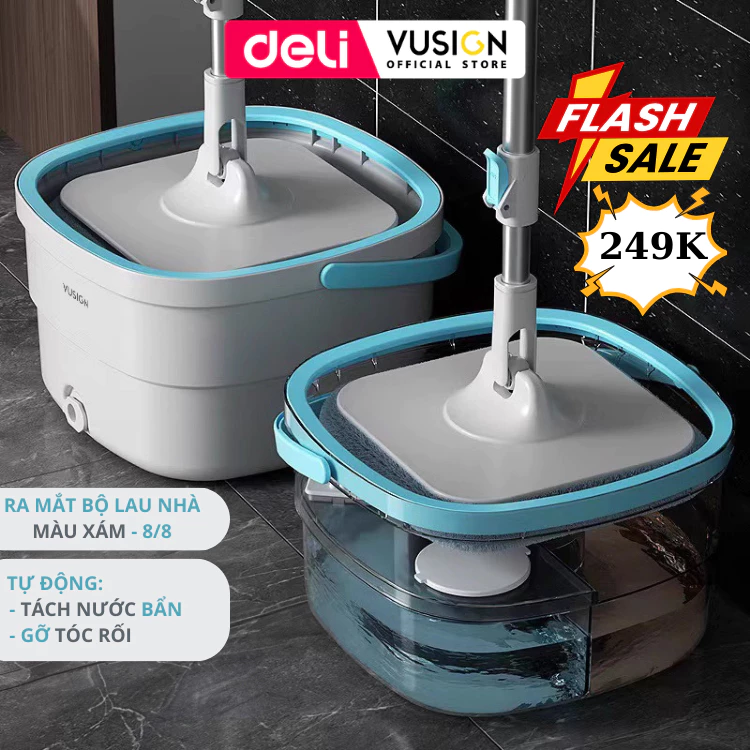 deli
VUSIGN
OFFICIAL STORE
FLASH
SALE
249K
VUSIGN
RA MẮT BỘ LAU NHÀ
MÀU XÁM - 8/8
TỰ ĐỘNG:
- TÁCH NƯỚC BẨN
- GỠ TÓC RỐI